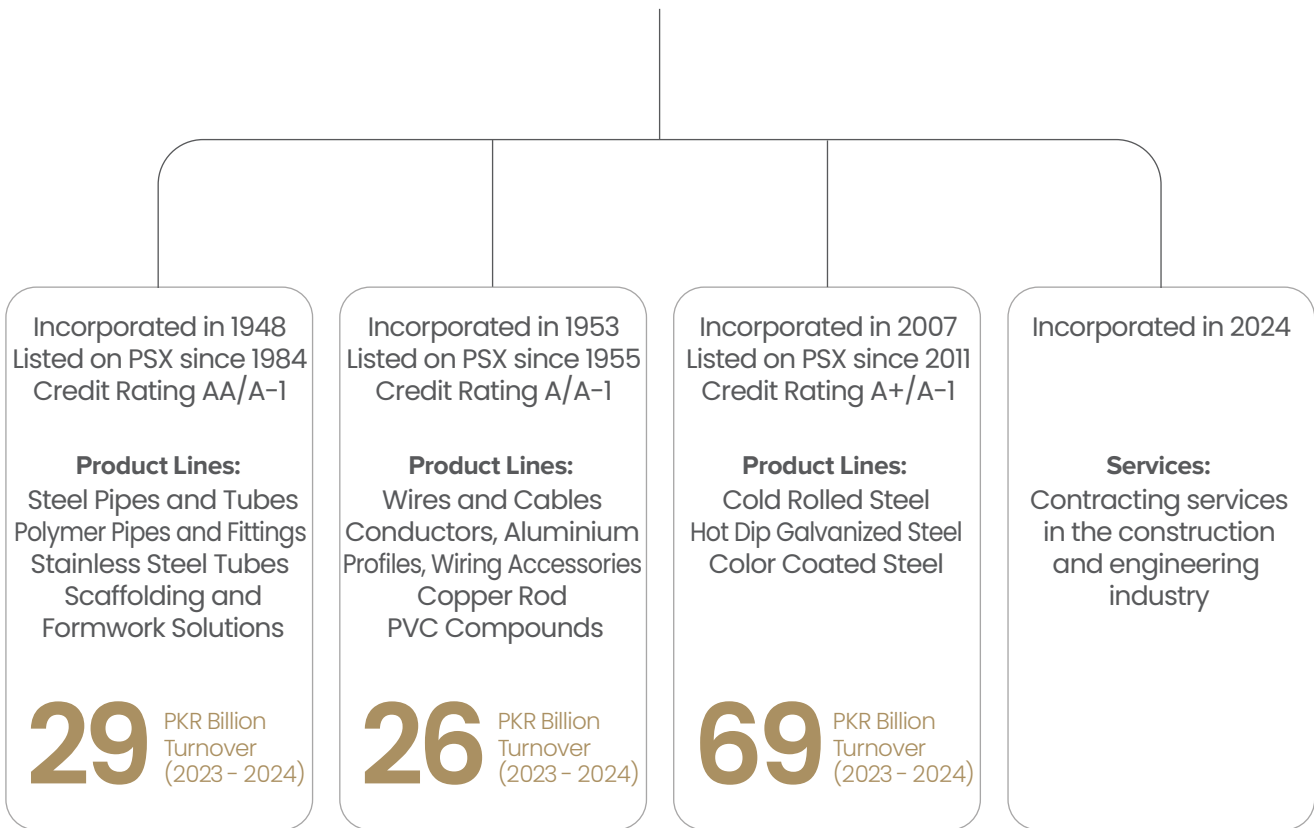 Incorporated in 1948
Listed on PSX since 1984
Credit Rating AA/A-1
Product Lines:
Steel Pipes and Tubes
Polymer Pipes and Fittings
Stainless Steel Tubes
Scaffolding and
Formwork Solutions
29
PKR Billion
Turnover
(2023 - 2024)
Incorporated in 1953
Listed on PSX since 1955
Credit Rating A/A-1
Product Lines:
Wires and Cables
Conductors, Aluminium
Profiles, Wiring Accessories
Copper Rod
PVC Compounds
26
PKR Billion
Turnover
(2023 - 2024)
Incorporated in 2007
Listed on PSX since 2011
Credit Rating A+/A-1
Product Lines:
Cold Rolled Steel
Hot Dip Galvanized Steel
Color Coated Steel
69
PKR Billion
Turnover
(2023 - 2024)
Incorporated in 2024
Services:
Contracting services
in the construction
and engineering
industry